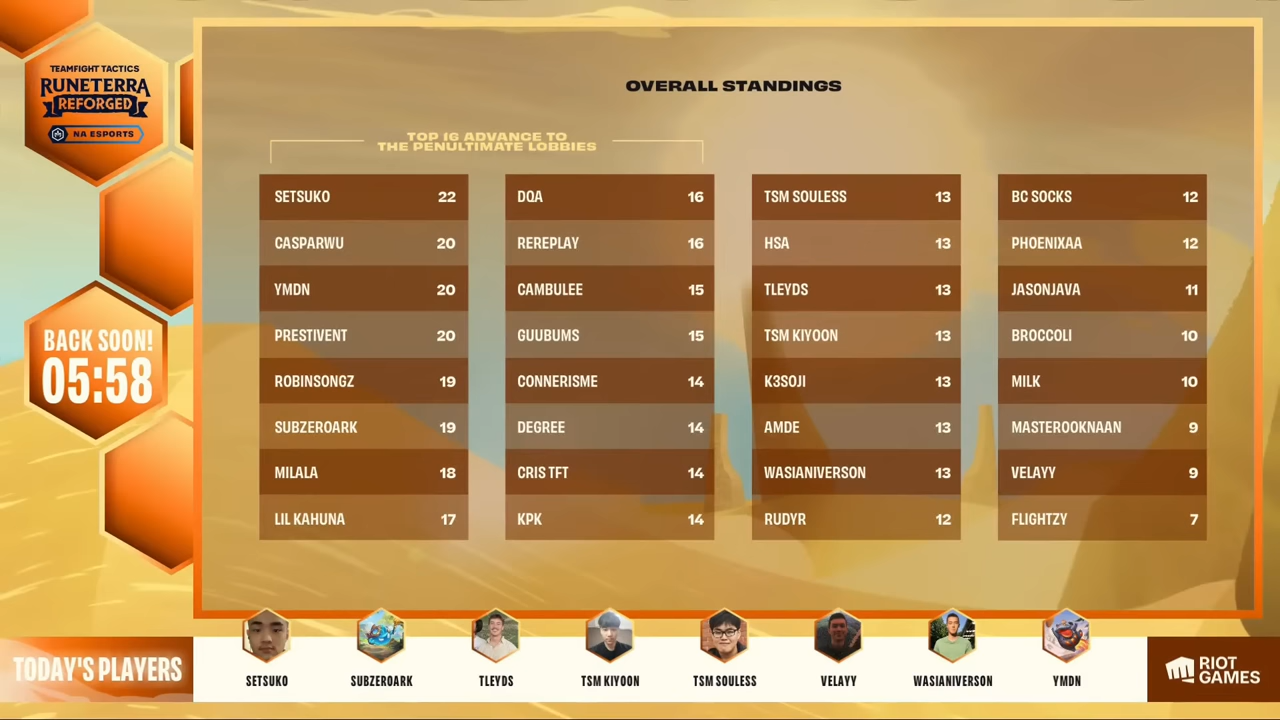 TEAMFIGHT TACTICS
RUNETERRA
REFORGED
NA ESPORTS
BACK SOON!
05:58
OVERALL STANDINGS
TOP 16 ADVANCE TO
THE PENULTIMATE LOBBIES
SETSUKO 22
CASPARWU 20
YMDN 20
PRESTIVENT 20
ROBINSONGZ 19
SUBZEROARK 19
MILALA 18
LIL KAHUNA 17
DQA 16
REREPLAY 16
CAMBULEE 15
GUUBUMS 15
CONNERISME 14
DEGREE 14
CRIS TFT 14
KPK 14
TSM SOULESS 13
HSA 13
TLEYDS 13
TSM KIYOON 13
K3SOJI 13
AMDE 13
WASIANIVERSON 13
RUDYR 12
BC SOCKS 12
PHOENIXAA 12
JASONJAVA 11
BROCCOLI 10
MILK 10
MASTEROOKNAAN 9
VELAYY 9
FLIGHTZY 7
TODAY'S PLAYERS
SETSUKO
SUBZEROARK
TLEYDS
TSM KIYOON
TSM SOULESS
VELAYY
WASIANIVERSON
YMDN
RIOT
GAMES